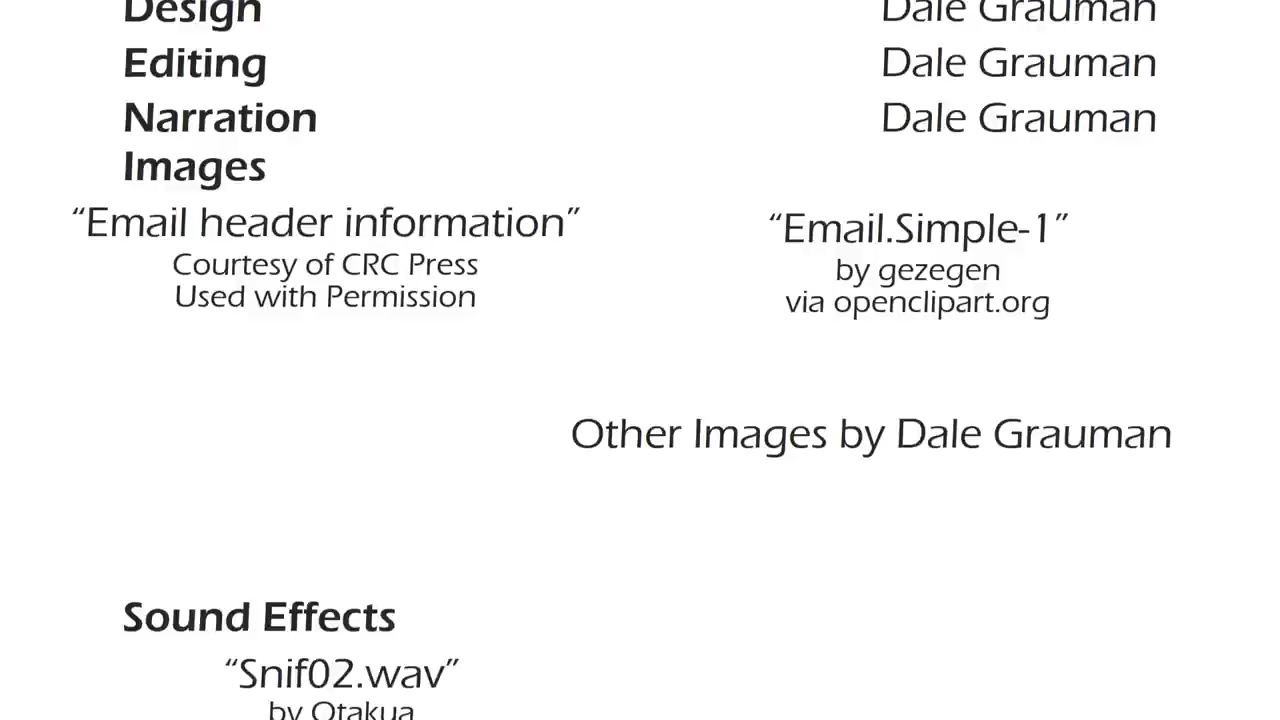 Design Dale Grauman
Editing Dale Grauman
Narration Dale Grauman
Images
“Email header information”
Courtesy of CRC Press
Used with Permission
“Email.Simple-1”
by gezegen
via openclipart.org
Other Images by Dale Grauman
Sound Effects
“Snif02.wav”
by Otakua